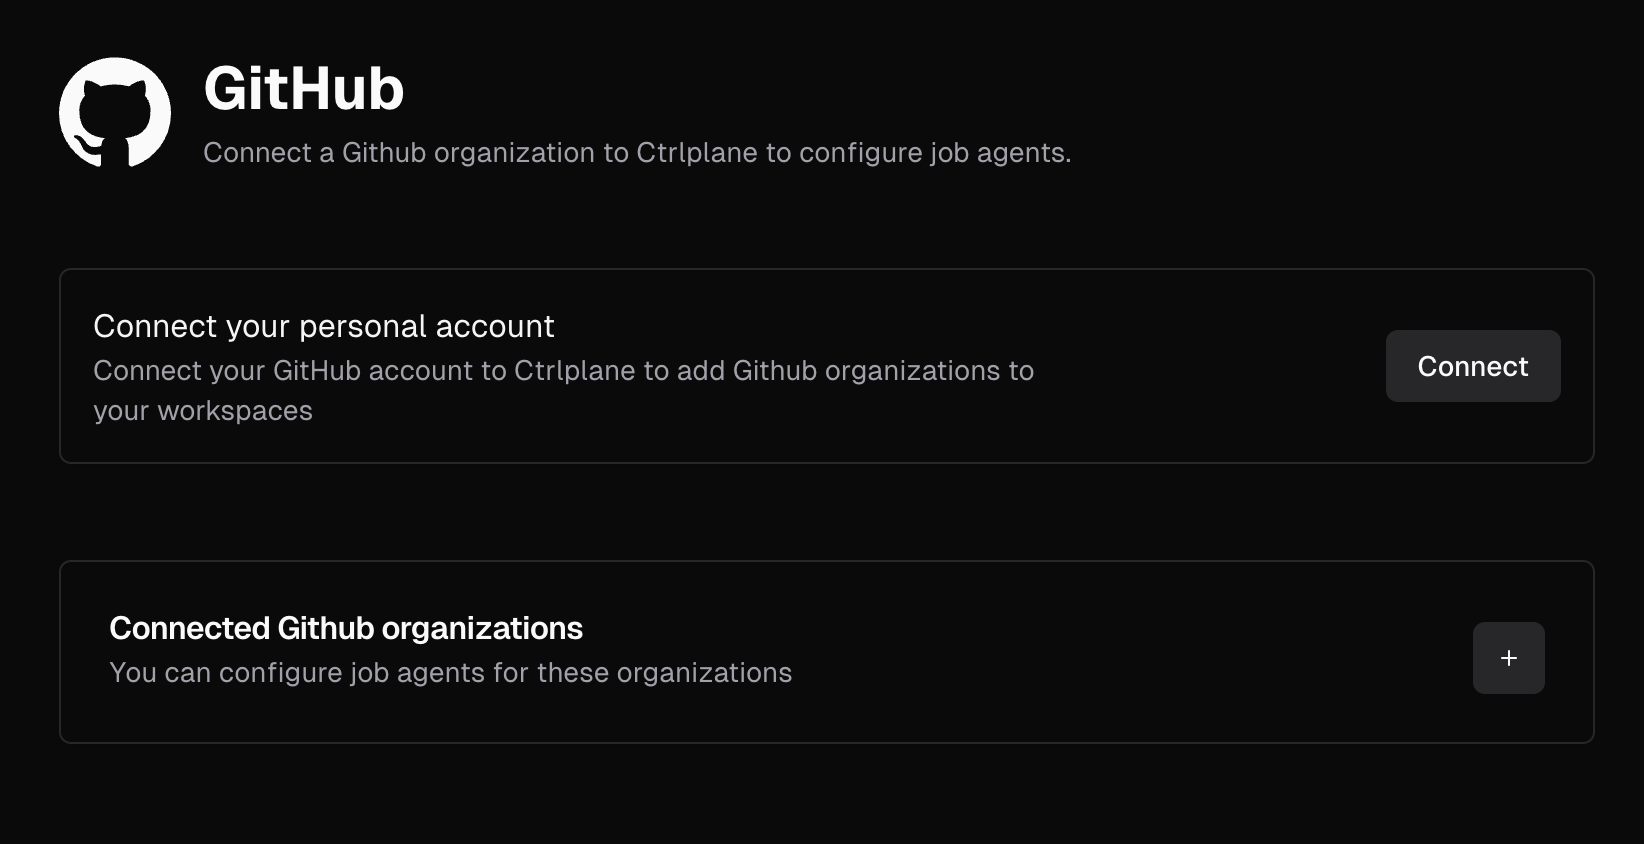 GitHub
Connect a Github organization to Ctrlplane to configure job agents.
Connect your personal account
Connect your GitHub account to Ctrlplane to add Github organizations to
your workspaces
Connect
Connected Github organizations
You can configure job agents for these organizations
+